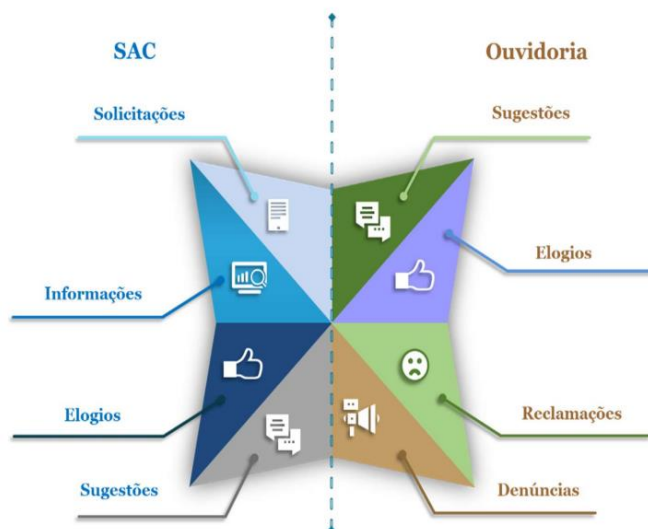 SAC
Ouvidoria
Solicitações
Sugestões
Informações
Elogios
Elogios
Reclamações
Sugestões
Denúncias